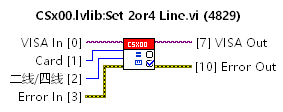 CSx00.lvlib:Set 2or4 Line.vi (4829)
VISA In [0]
Card [1]
二线/四线 [2]
Error In [3]
CSX00
[7] VISA Out
[10] Error Out